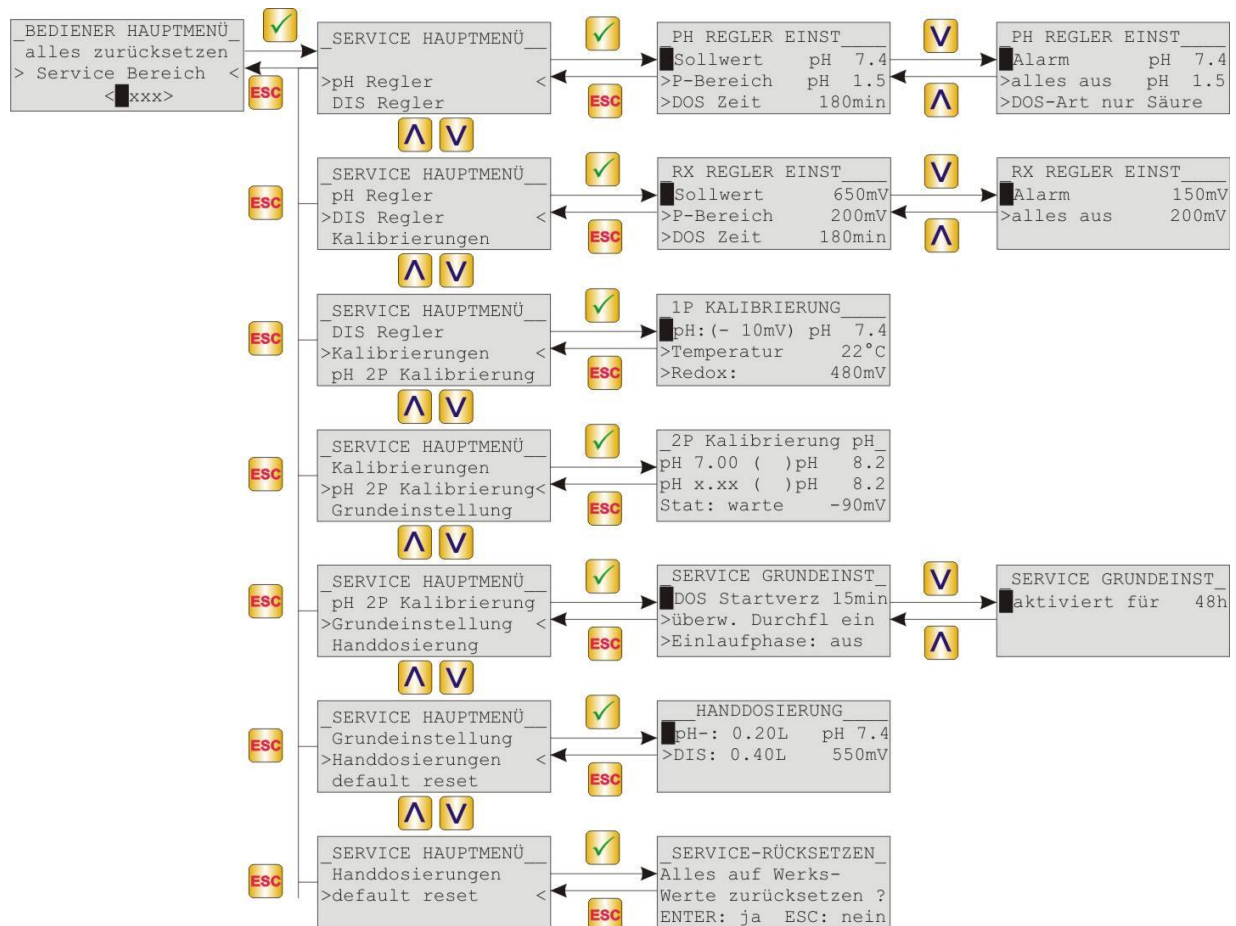 _BEDIENER HAUPTMENÜ_
alles zurücksetzen
> Service Bereich <
< xxx>
ESC
_SERVICE HAUPTMENÜ__
>pH Regler <
DIS Regler
ESC
_PH REGLER EINST____
Sollwert pH 7.4
>P-Bereich pH 1.5
>DOS Zeit 180min
V
Λ
_PH REGLER EINST____
Alarm pH 7.4
>alles aus pH 1.5
>DOS-Art nur Säure
Λ V
ESC
_SERVICE HAUPTMENÜ__
pH Regler
>DIS Regler <
Kalibrierungen
ESC
_RX REGLER EINST____
Sollwert 650mV
>P-Bereich 200mV
>DOS Zeit 180min
V
Λ
_RX REGLER EINST____
Alarm 150mV
>alles aus 200mV
Λ V
ESC
_SERVICE HAUPTMENÜ__
DIS Regler
>Kalibrierungen <
pH 2P Kalibrierung
ESC
_1P KALIBRIERUNG____
pH:(- 10mV) pH 7.4
>Temperatur 22°C
>Redox: 480mV
Λ V
ESC
_SERVICE HAUPTMENÜ__
Kalibrierungen
>pH 2P Kalibrierung<
Grundeinstellung
ESC
_2P Kalibrierung pH_
pH 7.00 ( )pH 8.2
pH x.xx ( )pH 8.2
Stat: warte -90mV
Λ V
ESC
_SERVICE HAUPTMENÜ__
pH 2P Kalibrierung
>Grundeinstellung <
Handdosierung
ESC
_SERVICE GRUNDEINST_
DOS Startverz 15min
>überw. Durchfl ein
>Einlaufphase: aus
V
Λ
_SERVICE GRUNDEINST_
aktiviert für 48h
Λ V
ESC
_SERVICE HAUPTMENÜ__
Grundeinstellung
>Handdosierungen <
default reset
ESC
___HANDDOSIERUNG____
pH-: 0.20L pH 7.4
>DIS: 0.40L 550mV
Λ V
ESC
_SERVICE HAUPTMENÜ__
Handdosierungen
>default reset <
ESC
_SERVICE-RÜCKSETZEN_
Alles auf Werks-
Werte zurücksetzen ?
ENTER: ja ESC: nein